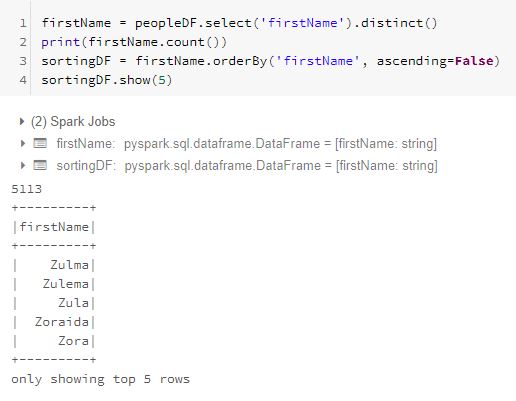 1 firstName = peopleDF.select('firstName').distinct()
2 print(firstName.count())
3 sortingDF = firstName.orderBy('firstName', ascending=False)
4 sortingDF.show(5)
(2) Spark Jobs
firstName: pyspark.sql.dataframe.DataFrame = [firstName: string]
sortingDF: pyspark.sql.dataframe.DataFrame = [firstName: string]
5113
+---------+
|firstName|
+---------+
|    Zulma|
|   Zulema|
|     Zula|
|  Zoraida|
|     Zora|
+---------+
only showing top 5 rows